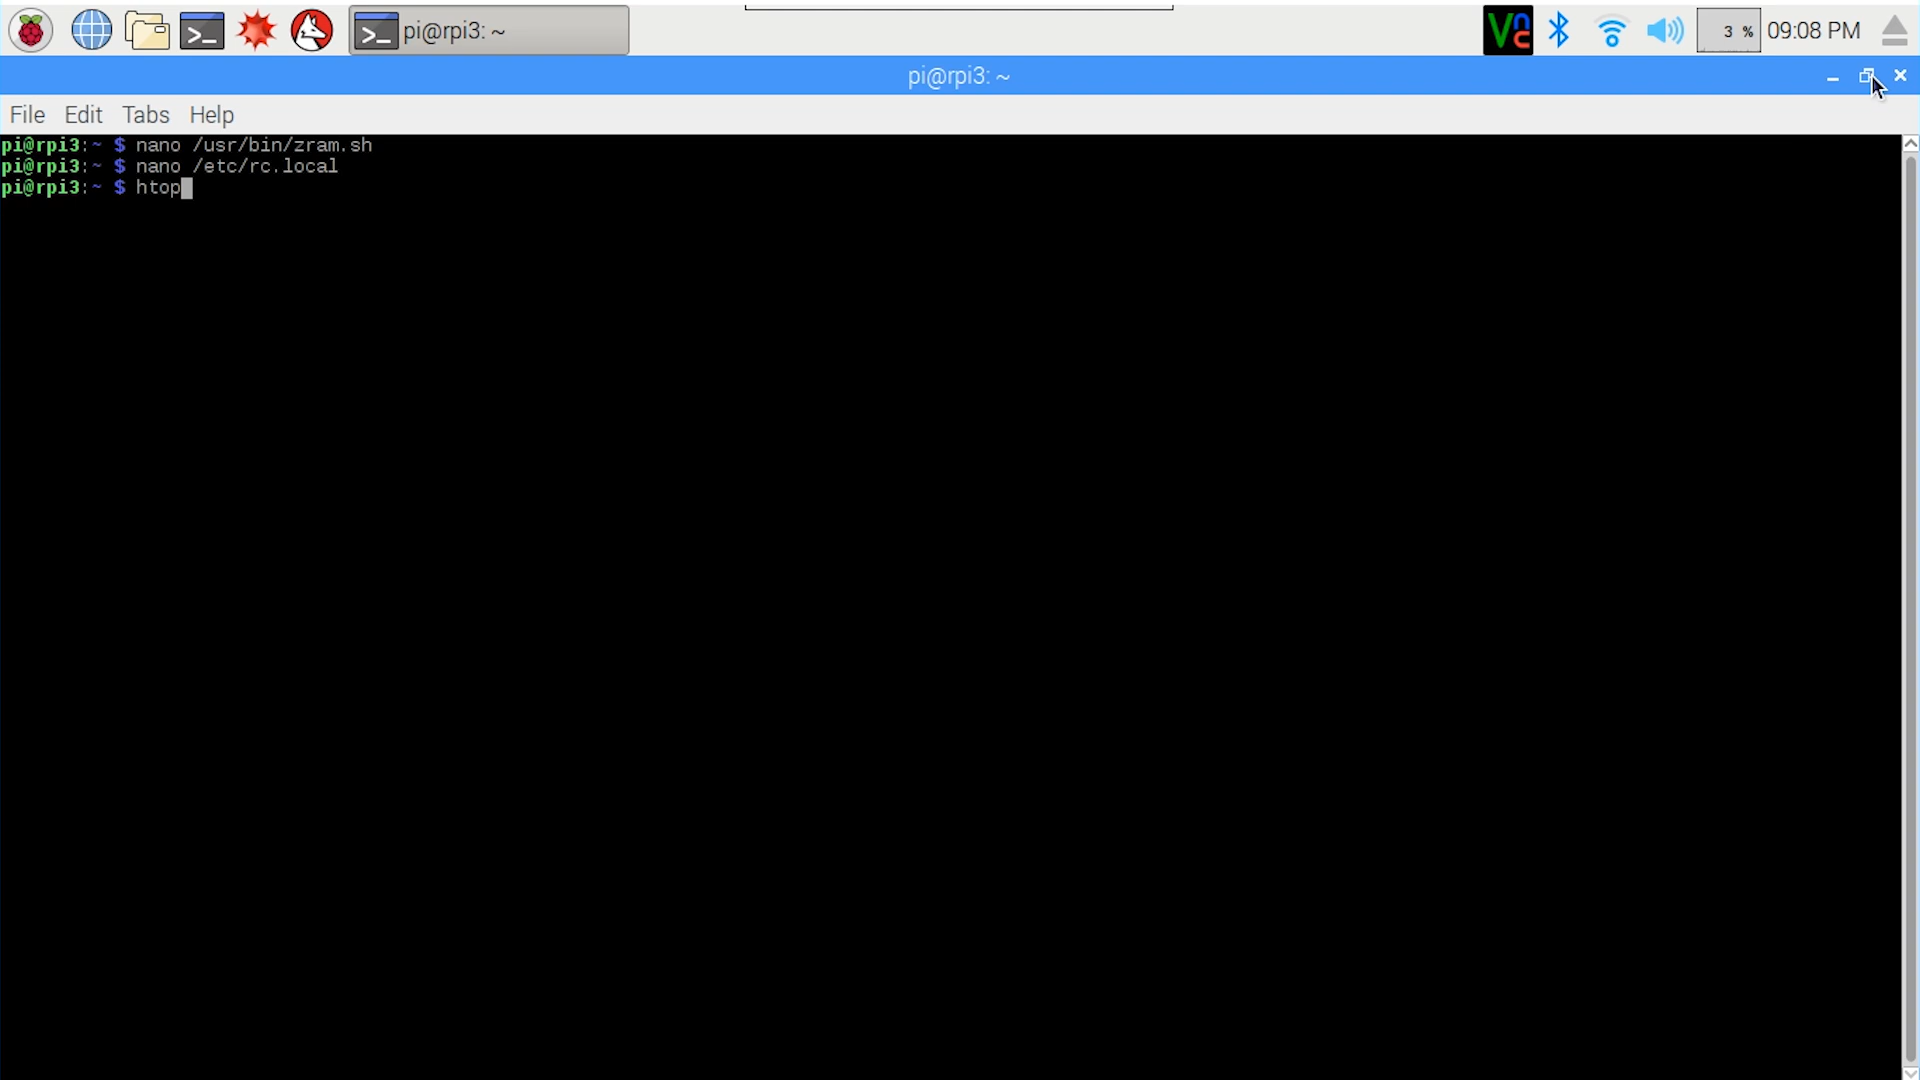 pi@rpi3: ~
VNC
3 %
09:08 PM
pi@rpi3: ~
File Edit Tabs Help
pi@rpi3:~ $ nano /usr/bin/zram.sh
pi@rpi3:~ $ nano /etc/rc.local
pi@rpi3:~ $ htop